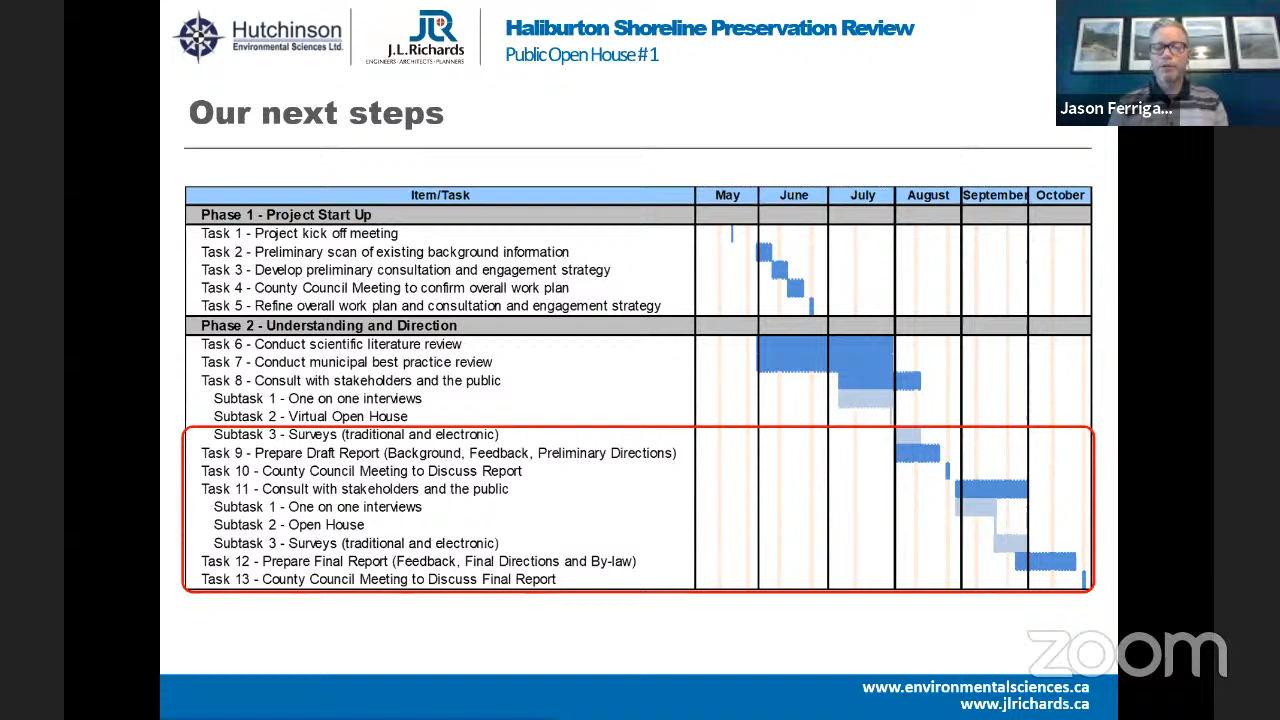 Hutchinson
Environmental Sciences Ltd.
J.L.Richards
ENGINEERS·ARCHITECTS·PLANNERS
Haliburton Shoreline Preservation Review
Public Open House # 1
Jason Ferriga...
Our next steps
Item/Task May June July August September October
Phase 1 - Project Start Up
Task 1 - Project kick off meeting
Task 2 - Preliminary scan of existing background information
Task 3 - Develop preliminary consultation and engagement strategy
Task 4 - County Council Meeting to confirm overall work plan
Task 5 - Refine overall work plan and consultation and engagement strategy
Phase 2 - Understanding and Direction
Task 6 - Conduct scientific literature review
Task 7 - Conduct municipal best practice review
Task 8 - Consult with stakeholders and the public
Subtask 1 - One on one interviews
Subtask 2 - Virtual Open House
Subtask 3 - Surveys (traditional and electronic)
Task 9 - Prepare Draft Report (Background, Feedback, Preliminary Directions)
Task 10 - County Council Meeting to Discuss Report
Task 11 - Consult with stakeholders and the public
Subtask 1 - One on one interviews
Subtask 2 - Open House
Subtask 3 - Surveys (traditional and electronic)
Task 12 - Prepare Final Report (Feedback, Final Directions and By-law)
Task 13 - County Council Meeting to Discuss Final Report
zoom
www.environmentalsciences.ca
www.jlrichards.ca